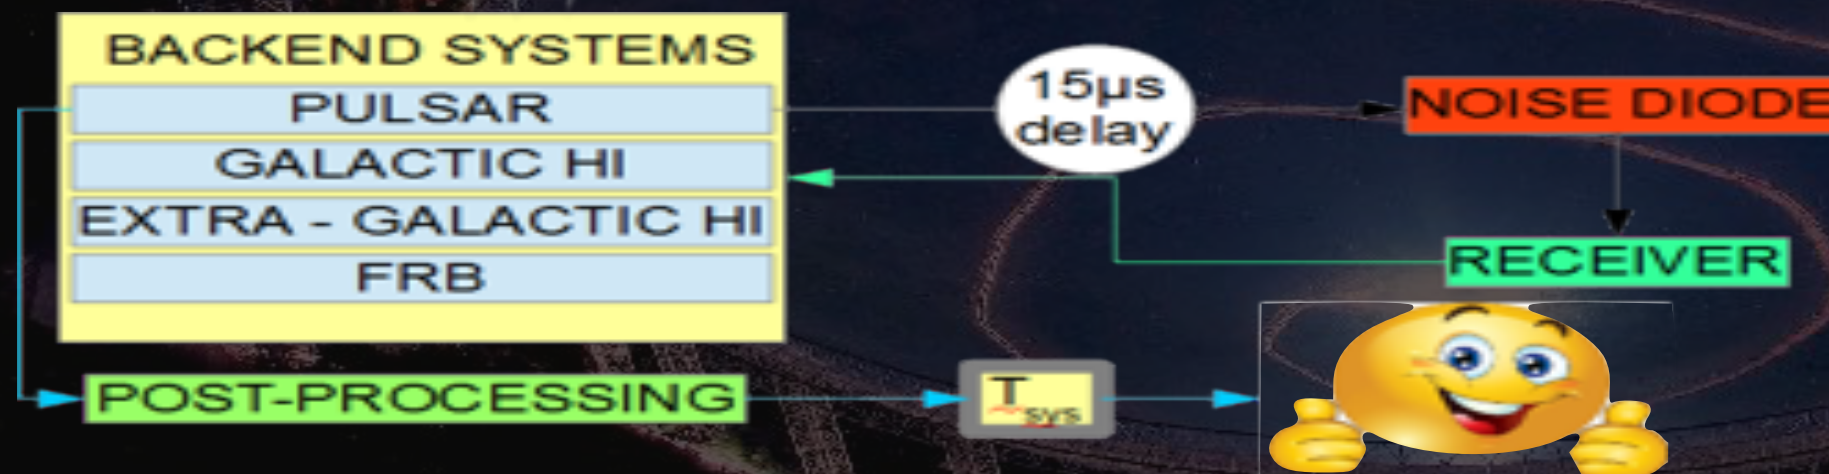 BACKEND SYSTEMS
PULSAR
GALACTIC HI
EXTRA - GALACTIC HI
FRB
15μs
delay
NOISE DIODE
RECEIVER
POST-PROCESSING
Tsys